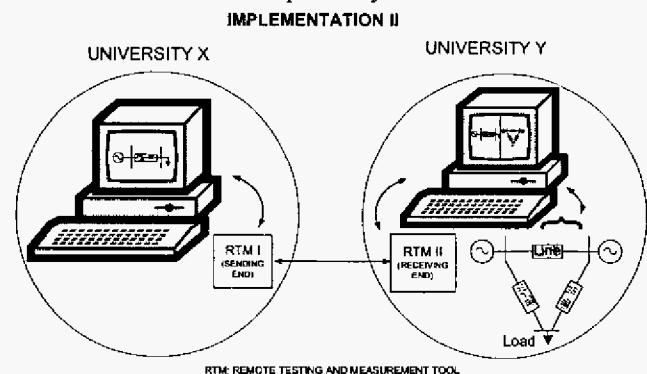 IMPLEMENTATION II
UNIVERSITY X
UNIVERSITY Y
RTM I
(SENDING
END)
RTM II
(RECEIVING
END)
Line
Load
RTM: REMOTE TESTING AND MEASUREMENT TOOL